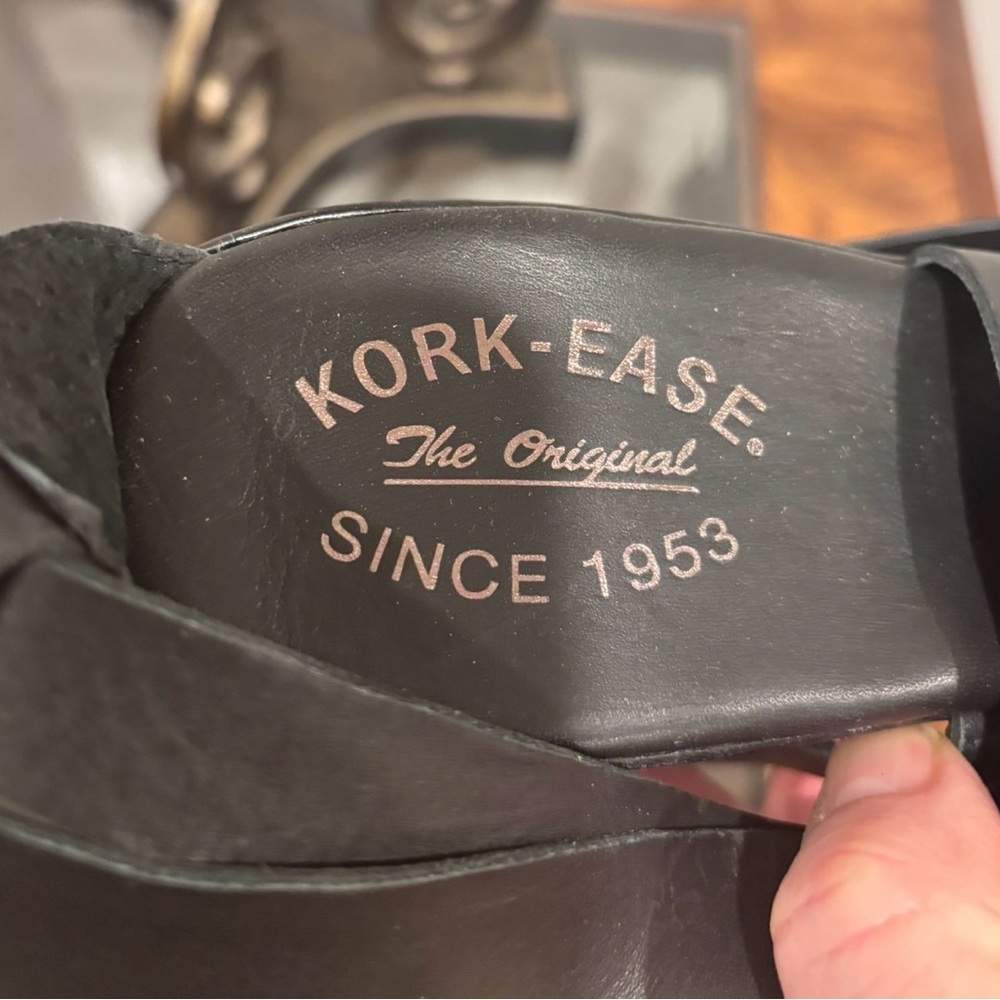 KORK-EASE®
The Original
SINCE 1953